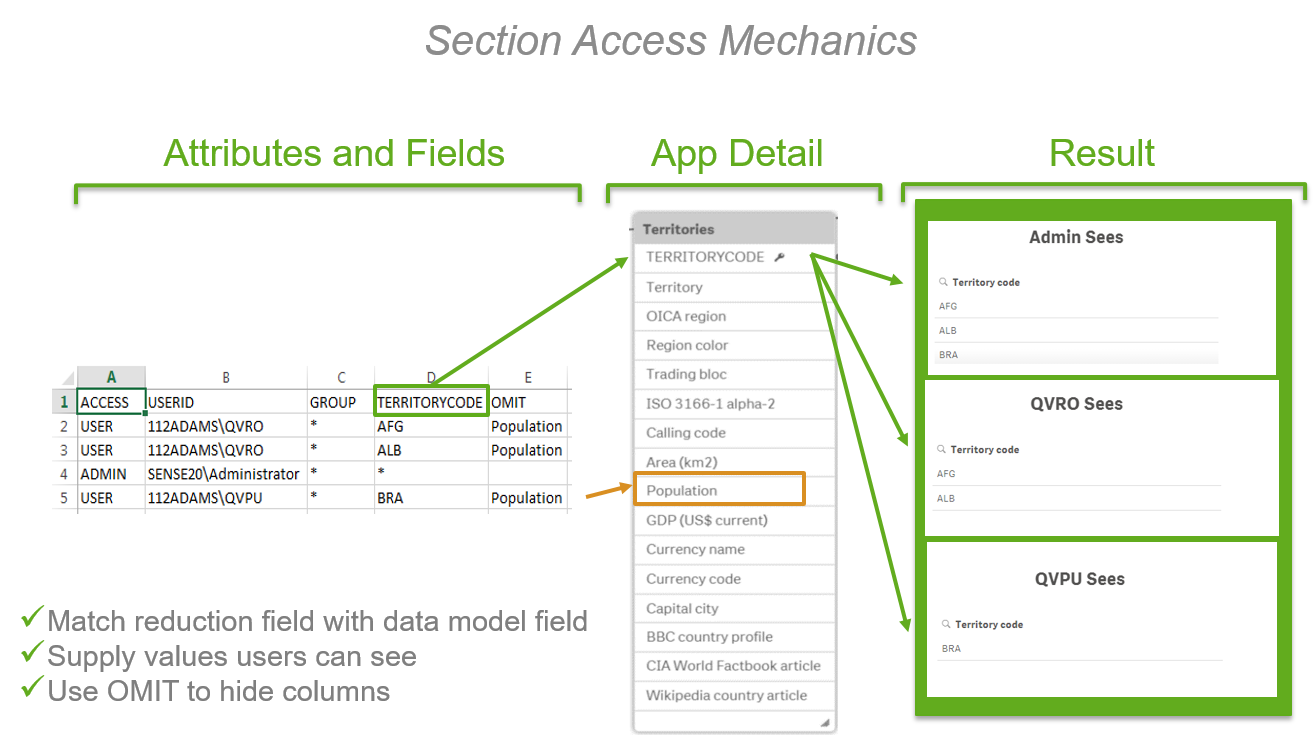 Section Access Mechanics
Attributes and Fields
App Detail
Result
A B C D E
1 ACCESS USERID GROUP TERRITORYCODE OMIT
2 USER 112ADAMS\QVRO * AFG Population
3 USER 112ADAMS\QVRO * ALB Population
4 ADMIN SENSE20\Administrator * *
5 USER 112ADAMS\QVPU * BRA Population
Match reduction field with data model field
Supply values users can see
Use OMIT to hide columns
Territories
TERRITORYCODE
Territory
OICA region
Region color
Trading bloc
ISO 3166-1 alpha-2
Calling code
Area (km2)
Population
GDP (US$ current)
Currency name
Currency code
Capital city
BBC country profile
CIA World Factbook article
Wikipedia country article
Admin Sees
Territory code
AFG
ALB
BRA
QVRO Sees
Territory code
AFG
ALB
QVPU Sees
Territory code
BRA